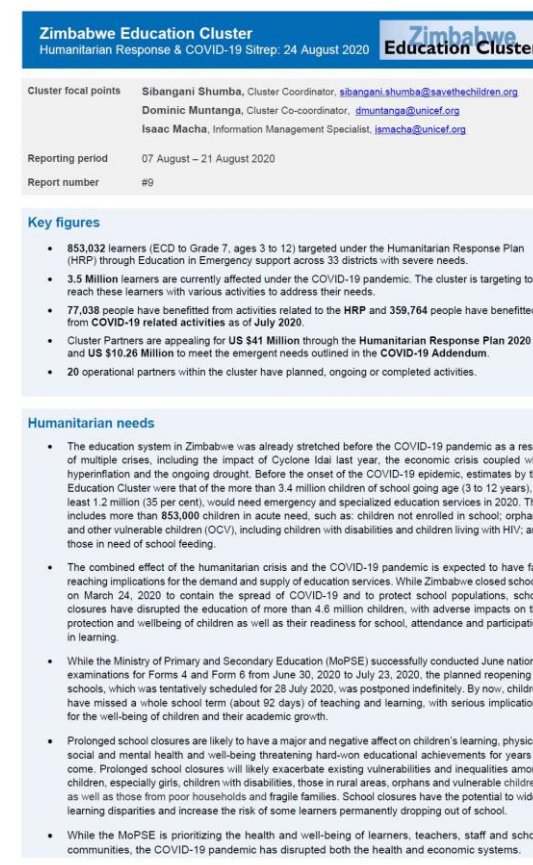 Zimbabwe Education Cluster
Humanitarian Response & COVID-19 Sitrep: 24 August 2020
Zimbabwe
Education Cluster
Cluster focal points
Sibangani Shumba, Cluster Coordinator, sibangani.shumba@savethechildren.org
Dominic Muntanga, Cluster Co-coordinator, dmuntanga@unicef.org
Isaac Macha, Information Management Specialist, ismacha@unicef.org
Reporting period
07 August – 21 August 2020
Report number
#9
Key figures
• 853,032 learners (ECD to Grade 7, ages 3 to 12) targeted under the Humanitarian Response Plan
(HRP) through Education in Emergency support across 33 districts with severe needs.
• 3.5 Million learners are currently affected under the COVID-19 pandemic. The cluster is targeting to
reach these learners with various activities to address their needs.
• 77,038 people have benefitted from activities related to the HRP and 359,764 people have benefitted
from COVID-19 related activities as of July 2020.
• Cluster Partners are appealing for US $41 Million through the Humanitarian Response Plan 2020
and US $10.26 Million to meet the emergent needs outlined in the COVID-19 Addendum.
• 20 operational partners within the cluster have planned, ongoing or completed activities.
Humanitarian needs
• The education system in Zimbabwe was already stretched before the COVID-19 pandemic as a res
of multiple crises, including the impact of Cyclone Idai last year, the economic crisis coupled w
hyperinflation and the ongoing drought. Before the onset of the COVID-19 epidemic, estimates by t
Education Cluster were that of the more than 3.4 million children of school going age (3 to 12 years),
least 1.2 million (35 per cent), would need emergency and specialized education services in 2020. Th
includes more than 853,000 children in acute need, such as: children not enrolled in school; orpha
and other vulnerable children (OCV), including children with disabilities and children living with HIV; a
those in need of school feeding.
• The combined effect of the humanitarian crisis and the COVID-19 pandemic is expected to have fa
reaching implications for the demand and supply of education services. While Zimbabwe closed schoo
on March 24, 2020 to contain the spread of COVID-19 and to protect school populations, scho
closures have disrupted the education of more than 4.6 million children, with adverse impacts on t
protection and wellbeing of children as well as their readiness for school, attendance and participati
in learning.
• While the Ministry of Primary and Secondary Education (MoPSE) successfully conducted June nation
examinations for Forms 4 and Form 6 from June 30, 2020 to July 23, 2020, the planned reopening
schools, which was tentatively scheduled for 28 July 2020, was postponed indefinitely. By now, childr
have missed a whole school term (about 92 days) of teaching and learning, with serious implicatio
for the well-being of children and their academic growth.
• Prolonged school closures are likely to have a major and negative affect on children's learning, physic
social and mental health and well-being threatening hard-won educational achievements for years
come. Prolonged school closures will likely exacerbate existing vulnerabilities and inequalities amo
children, especially girls, children with disabilities, those in rural areas, orphans and vulnerable childre
as well as those from poor households and fragile families. School closures have the potential to wid
learning disparities and increase the risk of some learners permanently dropping out of school.
• While the MoPSE is prioritizing the health and well-being of learners, teachers, staff and scho
communities, the COVID-19 pandemic has disrupted both the health and economic systems.